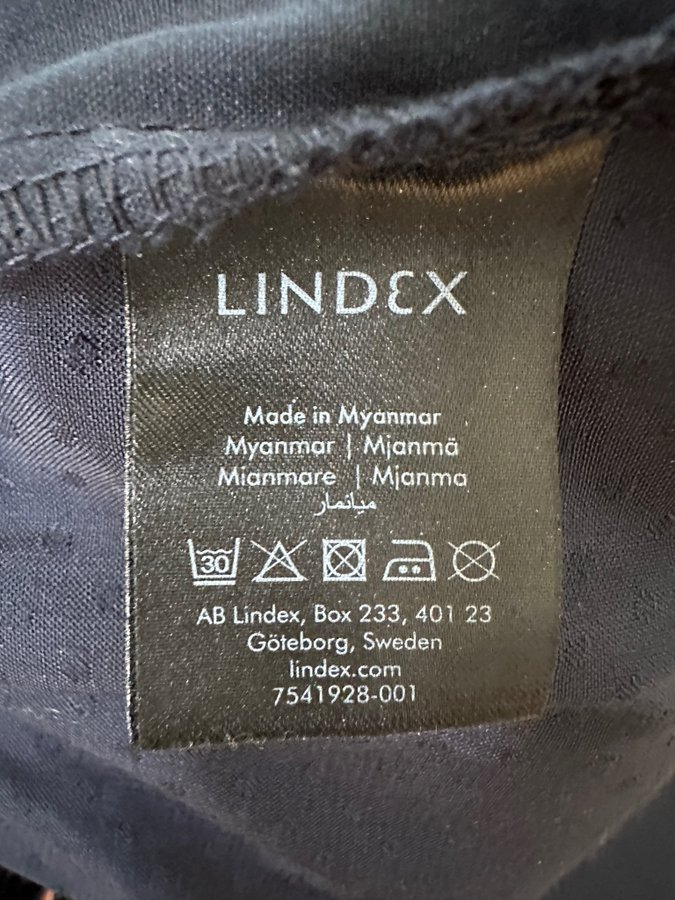 LINDEX
Made in Myanmar
Myanmar | Mjanmā
Mianmare | Mjanma
ميانمار
30
AB Lindex, Box 233, 401 23
Göteborg, Sweden
lindex.com
7541928-001